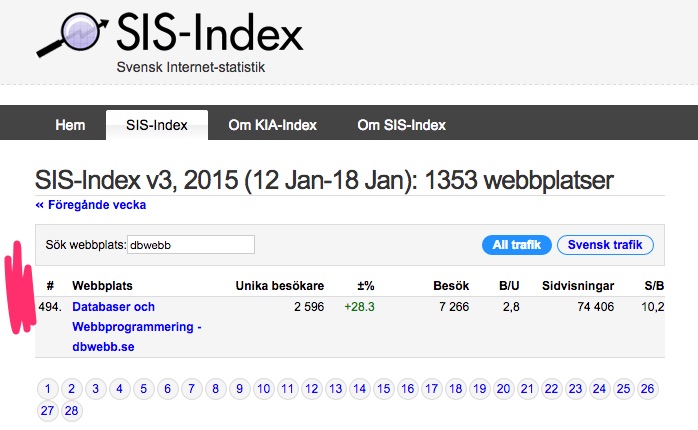 SIS-Index
Svensk Internet-statistik
Hem SIS-Index Om KIA-Index Om SIS-Index
SIS-Index v3, 2015 (12 Jan-18 Jan): 1353 webbplatser
« Föregånde vecka
Sök webbplats: dbwebb All trafik Svensk trafik
# Webbplats Unika besökare ±% Besök B/U Sidvisningar S/B
494. Databaser och 2 596 +28.3 7 266 2,8 74 406 10,2
Webbprogrammering -
dbwebb.se
1 2 3 4 5 6 7 8 9 10 11 12 13 14 15 16 17 18 19 20 21 22 23 24 25 26
27 28